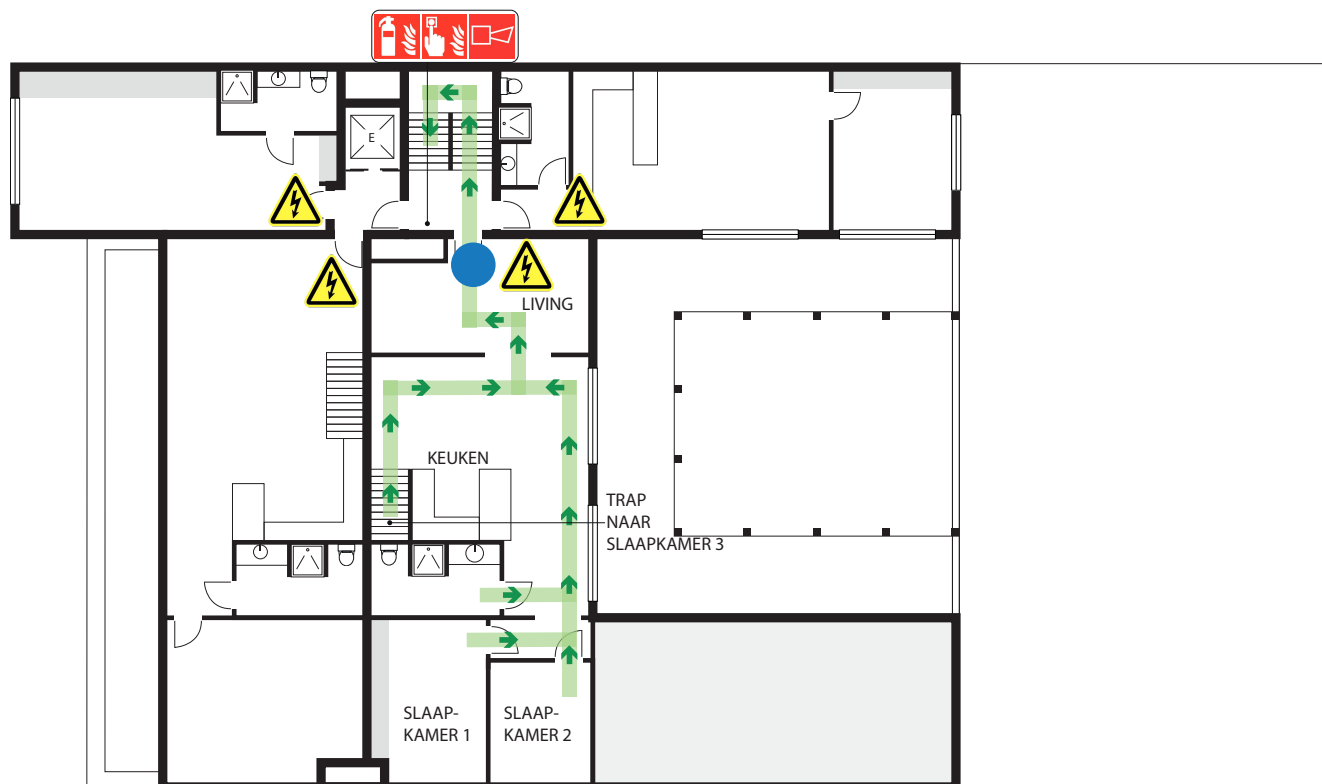 E
LIVING
KEUKEN
TRAP
NAAR
SLAAPKAMER 3
SLAAP-
KAMER 1
SLAAP-
KAMER 2